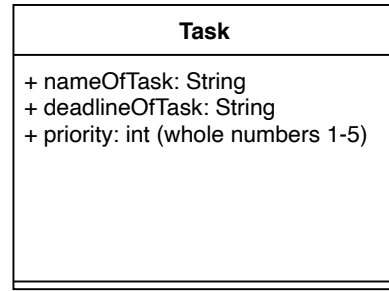 Task
+ nameOfTask: String
+ deadlineOfTask: String
+ priority: int (whole numbers 1-5)